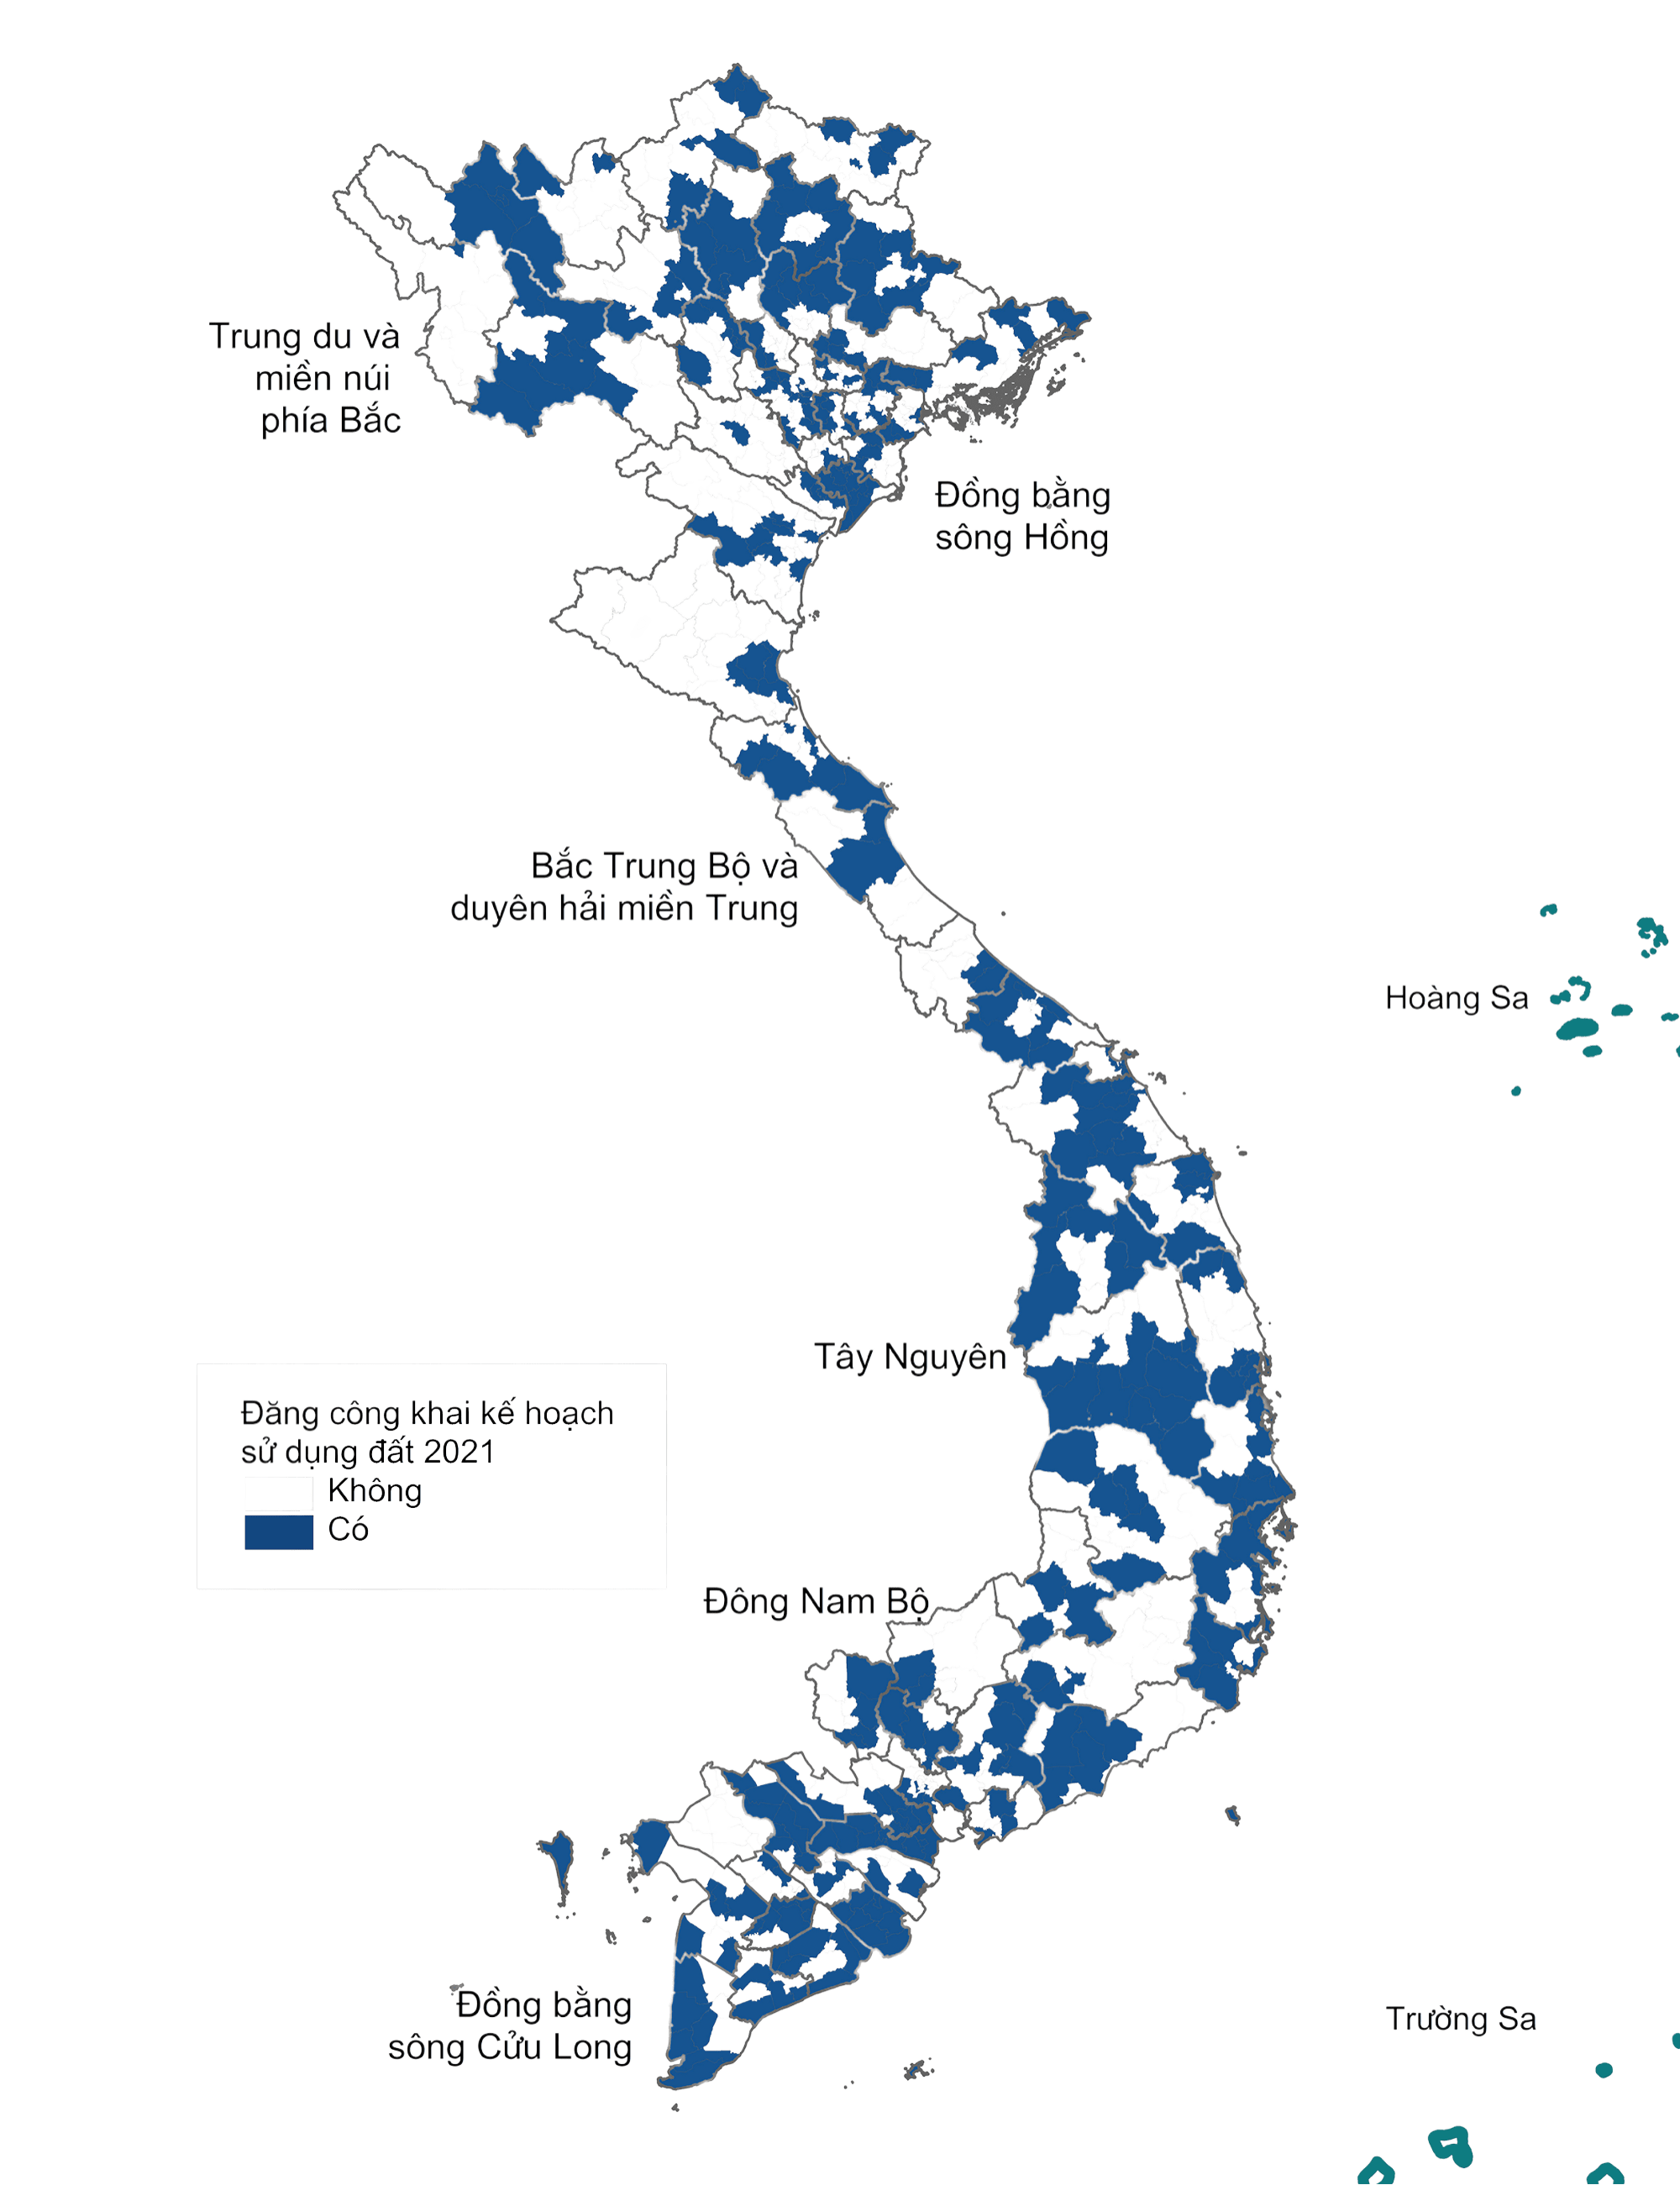 Trung du và
miền núi
phía Bắc
Đồng bằng
sông Hồng
Bắc Trung Bộ và
duyên hải miền Trung
Hoàng Sa
Tây Nguyên
Đăng công khai kế hoạch
sử dụng đất 2021
Không
Có
Đông Nam Bộ
Đồng bằng
sông Cửu Long
Trường Sa